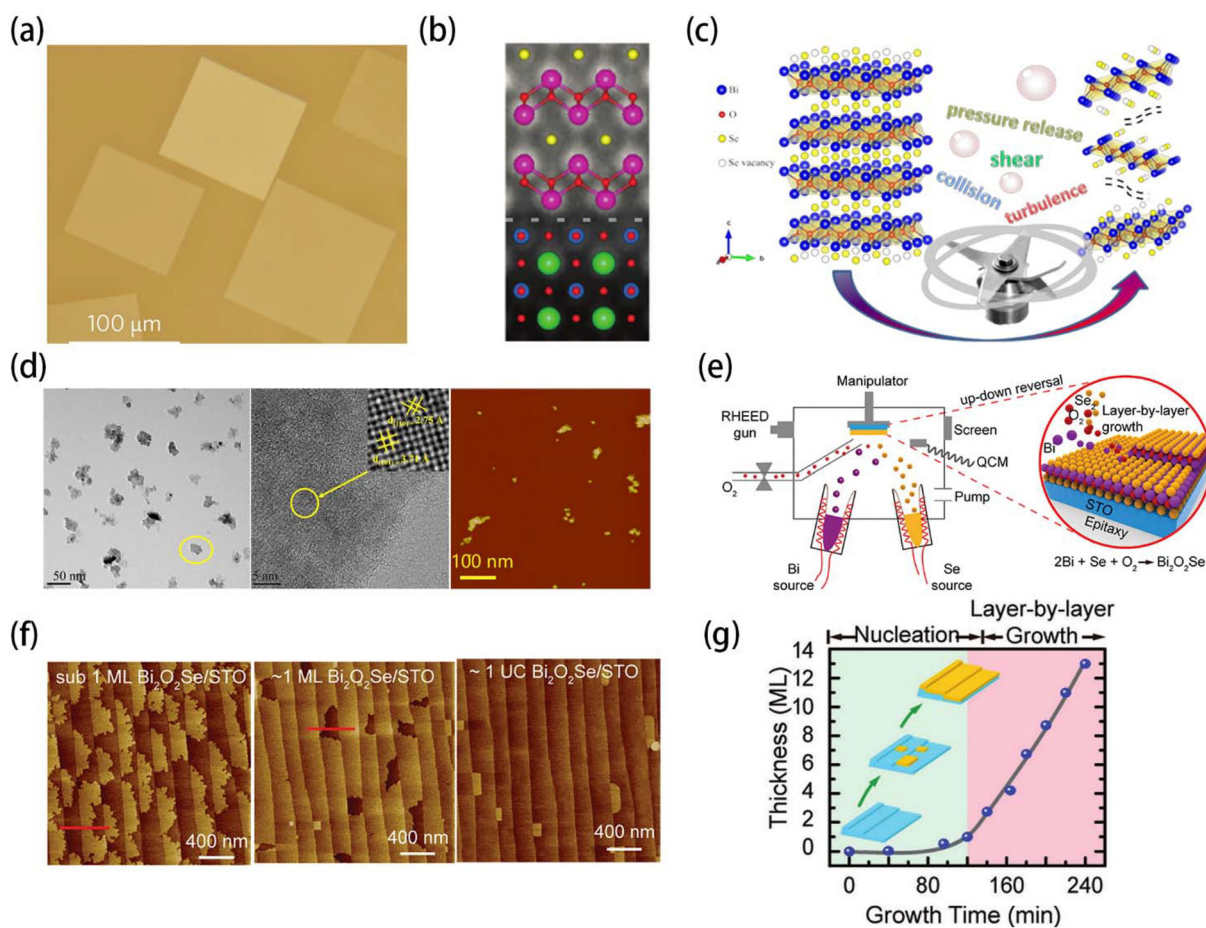 (a)
100 μm
(b)
(c)
Bi
O
Se
Se vacancy
c
b
pressure release
shear
collision
turbulence
(d)
50 nm
5 nm
100 nm
(e)
Manipulator
RHEED
gun
Screen
QCM
O₂
Pump
Bi
source
Se
source
up-down reversal
Se₂
O₂
Bi
Layer-by-layer
growth
STO
Epitaxy
2Bi + Se + O₂ → Bi₂O₂Se
(f)
sub 1 ML Bi₂O₂Se/STO
400 nm
~1 ML Bi₂O₂Se/STO
400 nm
~ 1 UC Bi₂O₂Se/STO
400 nm
(g)
Layer-by-layer
Nucleation
Growth
Thickness (ML)
14
12
10
8
6
4
2
0
0 80 160 240
Growth Time (min)